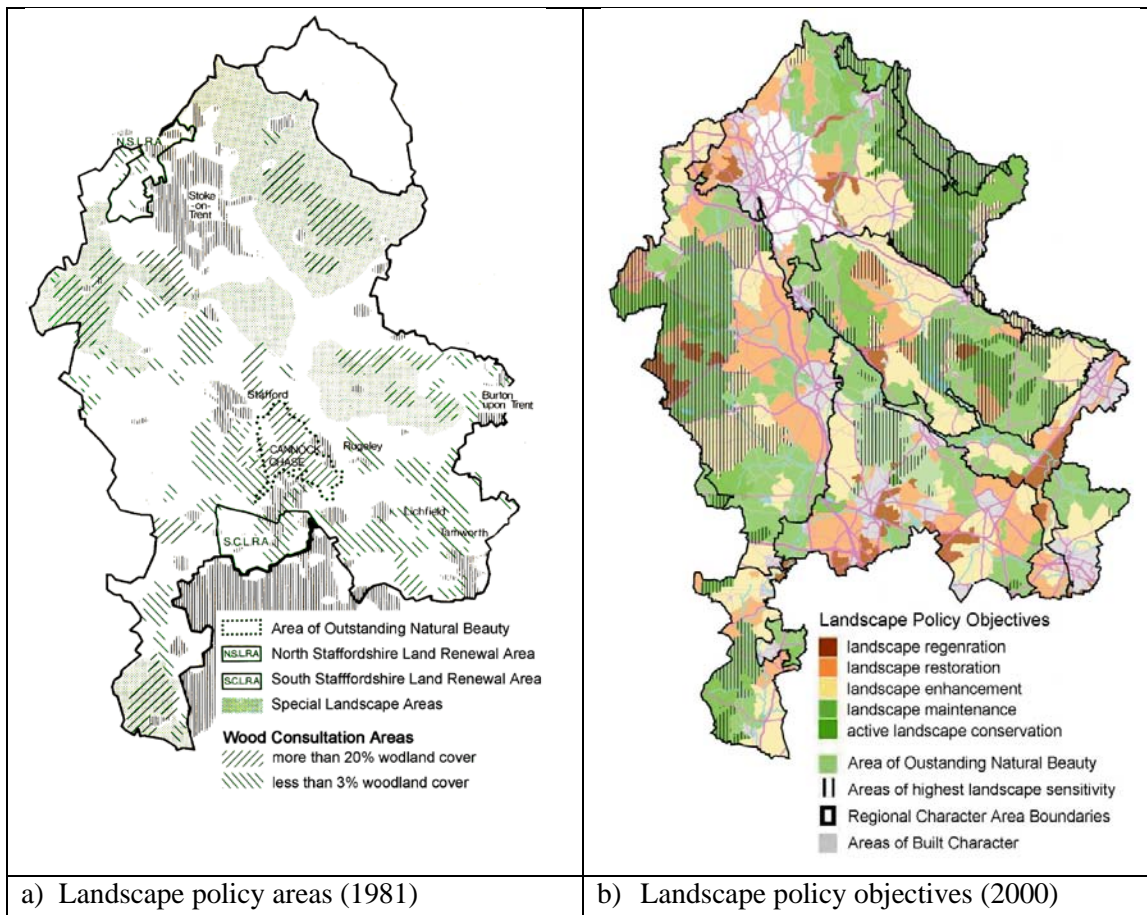 N.S.L.R.A
Stoke
-on-
Trent
Stafford
Burton
upon Trent
CANNOCK
CHASE
Rugeley
Lichfield
Tamworth
S.C.L.R.A
Area of Outstanding Natural Beauty
N.S.L.R.A North Staffordshire Land Renewal Area
S.C.L.R.A South Stafffordshire Land Renewal Area
Special Landscape Areas
Wood Consultation Areas
more than 20% wodland cover
less than 3% woodland cover
a) Landscape policy areas (1981)
Landscape Policy Objectives
landscape regenration
landscape restoration
landscape enhancement
landscape maintenance
active landscape conservation
Area of Oustanding Natural Beauty
Areas of highest landscape sensitivity
Regional Character Area Boundaries
Areas of Built Character
b) Landscape policy objectives (2000)